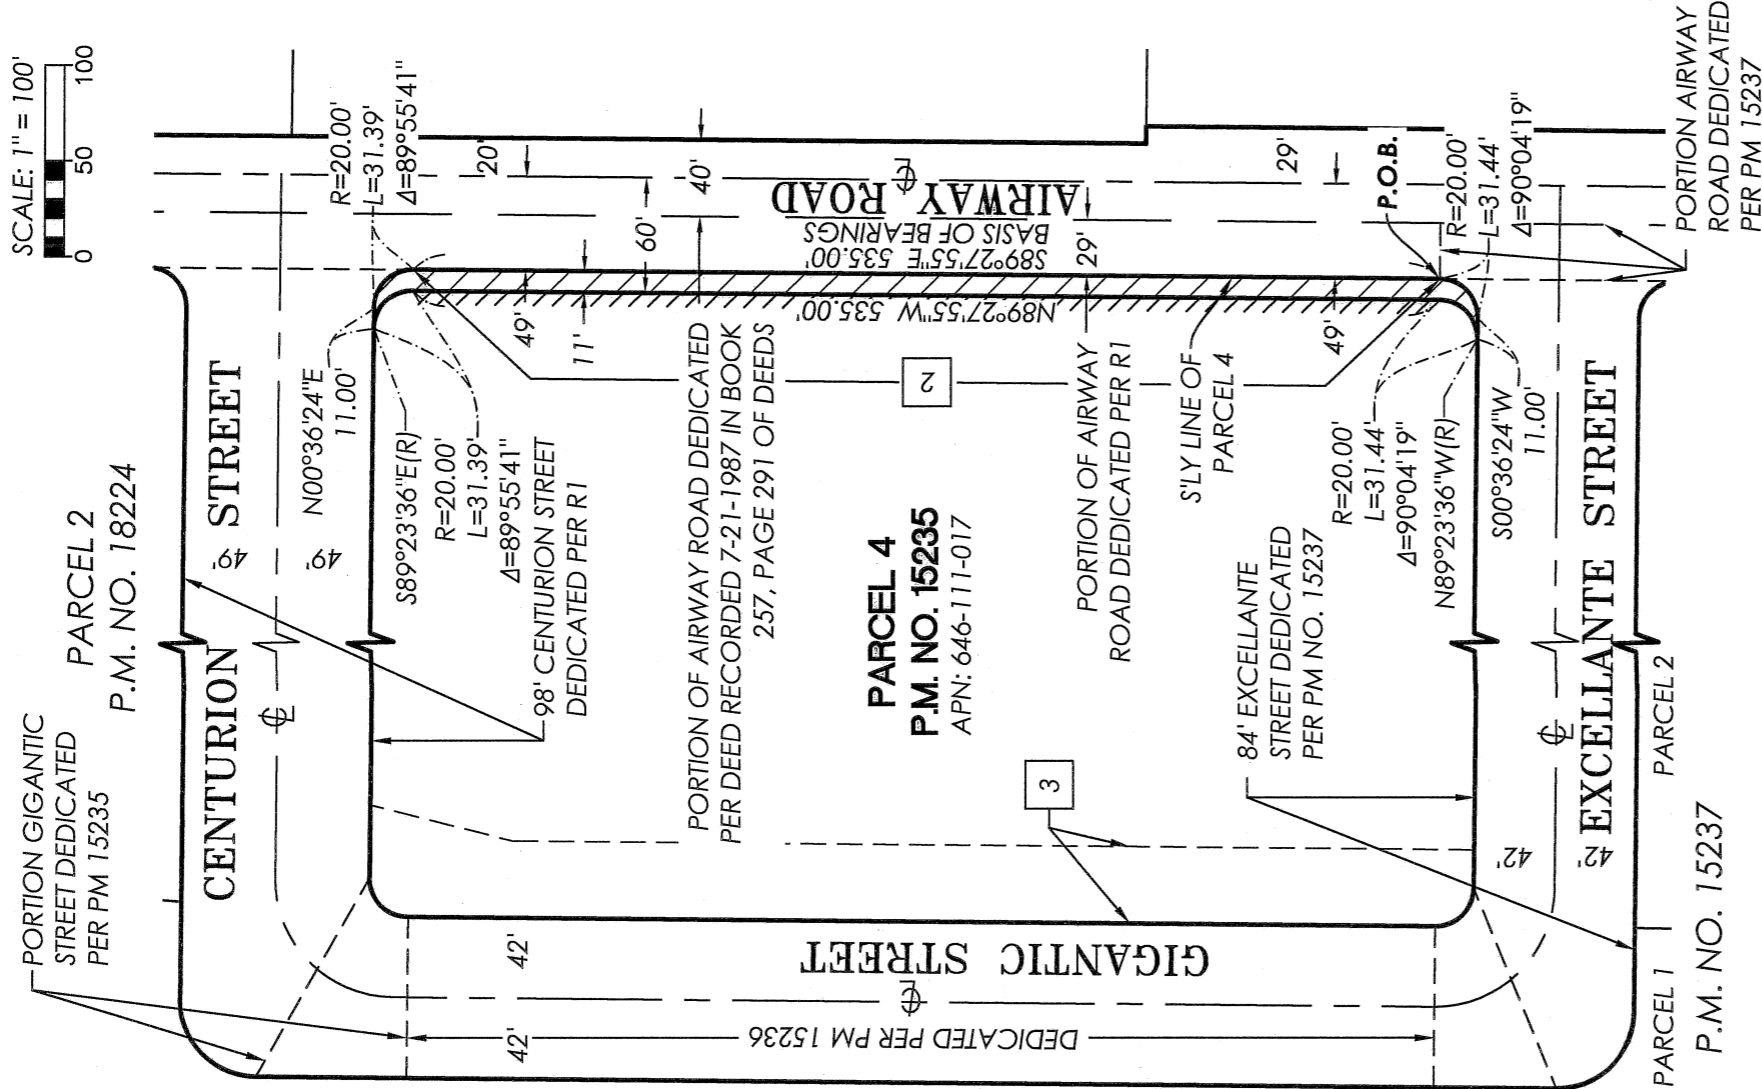 SCALE: 1" = 100'
0
50
100
PARCEL 2
P.M. NO. 18224
PORTION GIGANTIC
STREET DEDICATED
PER PM 15235
CENTURION STREET
49'
49'
N00°36'24"E
11.00'
S89°23'36"E(R)
R=20.00'
L=31.39'
Δ=89°55'41"
98' CENTURION STREET
DEDICATED PER R1
R=20.00'
L=31.39'
Δ=89°55'41"
20'
49'
11'
60'
40'
PORTION OF AIRWAY ROAD DEDICATED
PER DEED RECORDED 7-21-1987 IN BOOK
257, PAGE 291 OF DEEDS
AIRWAY ROAD
BASIS OF BEARINGS
S89°27'55"E 535.00'
N89°27'55"W 535.00'
2
PARCEL 4
P.M. NO. 15235
APN: 646-111-017
PORTION OF AIRWAY
ROAD DEDICATED PER R1
29'
S'LY LINE OF
PARCEL 4
29'
49'
P.O.B.
R=20.00'
L=31.44'
Δ=90°04'19"
R=20.00'
L=31.44'
Δ=90°04'19"
N89°23'36"W(R)
S00°36'24"W
11.00'
84' EXCELLANTE
STREET DEDICATED
PER PM NO. 15237
3
GIGANTIC STREET
42'
42'
DEDICATED PER PM 15236
42'
42'
EXCELLANTE STREET
PARCEL 1
PARCEL 2
P.M. NO. 15237
PORTION AIRWAY
ROAD DEDICATED
PER PM 15237